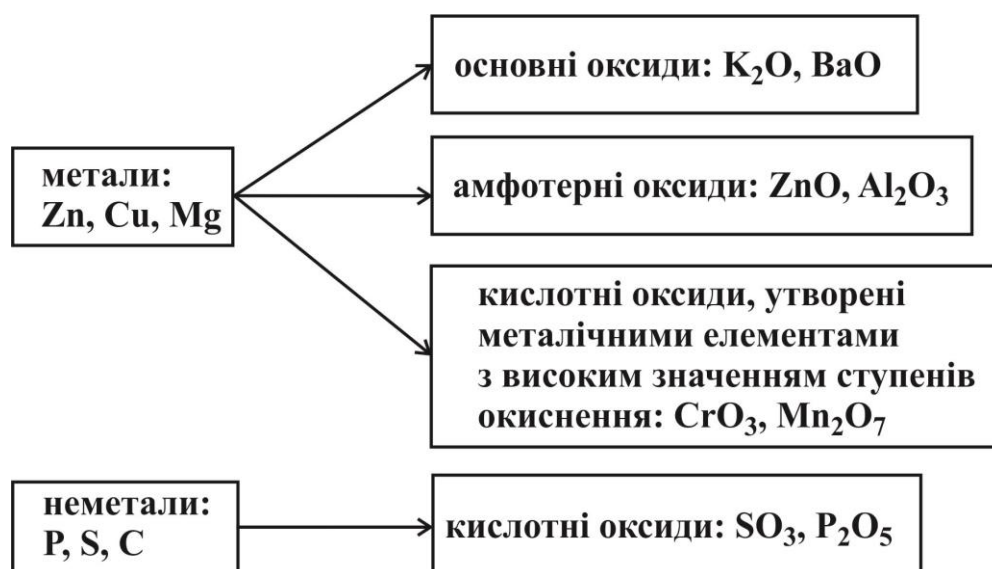 основні оксиди: K₂O, BaO
метали:
Zn, Cu, Mg
амфотерні оксиди: ZnO, Al₂O₃
кислотні оксиди, утворені
металічними елементами
з високим значенням ступенів
окиснення: CrO₃, Mn₂O₇
неметали:
P, S, C
кислотні оксиди: SO₃, P₂O₅